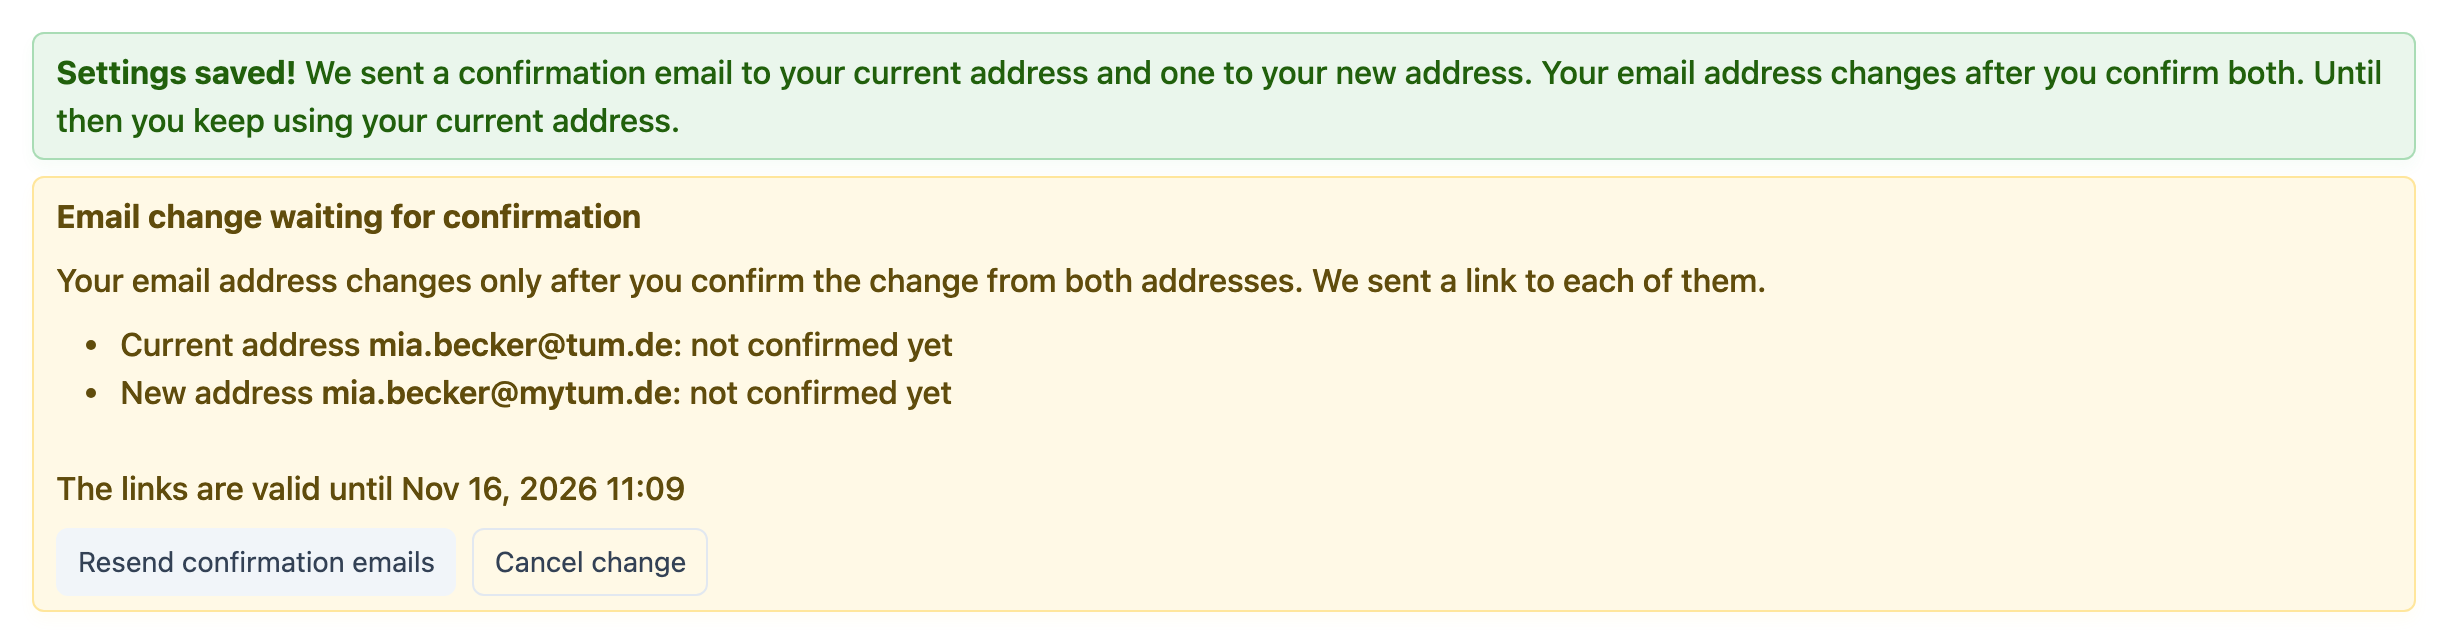 Settings saved! We sent a confirmation email to your current address and one to your new address. Your email address changes after you confirm both. Until
then you keep using your current address.
Email change waiting for confirmation
Your email address changes only after you confirm the change from both addresses. We sent a link to each of them.
• Current address mia.becker@tum.de: not confirmed yet
• New address mia.becker@mytum.de: not confirmed yet
The links are valid until Nov 16, 2026 11:09
Resend confirmation emails
Cancel change